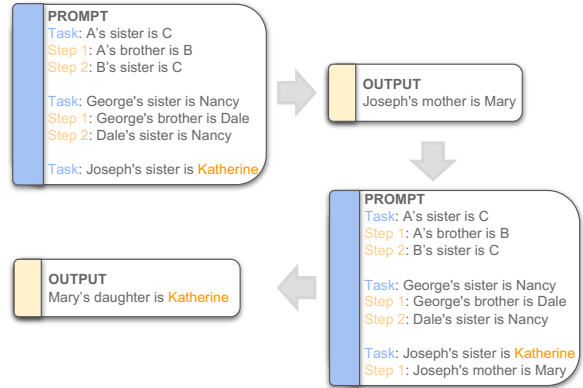 PROMPT
Task: A's sister is C
Step 1: A's brother is B
Step 2: B's sister is C
Task: George's sister is Nancy
Step 1: George's brother is Dale
Step 2: Dale's sister is Nancy
Task: Joseph's sister is Katherine
OUTPUT
Joseph's mother is Mary
PROMPT
Task: A's sister is C
Step 1: A's brother is B
Step 2: B's sister is C
Task: George's sister is Nancy
Step 1: George's brother is Dale
Step 2: Dale's sister is Nancy
Task: Joseph's sister is Katherine
Step 1: Joseph's mother is Mary
OUTPUT
Mary's daughter is Katherine